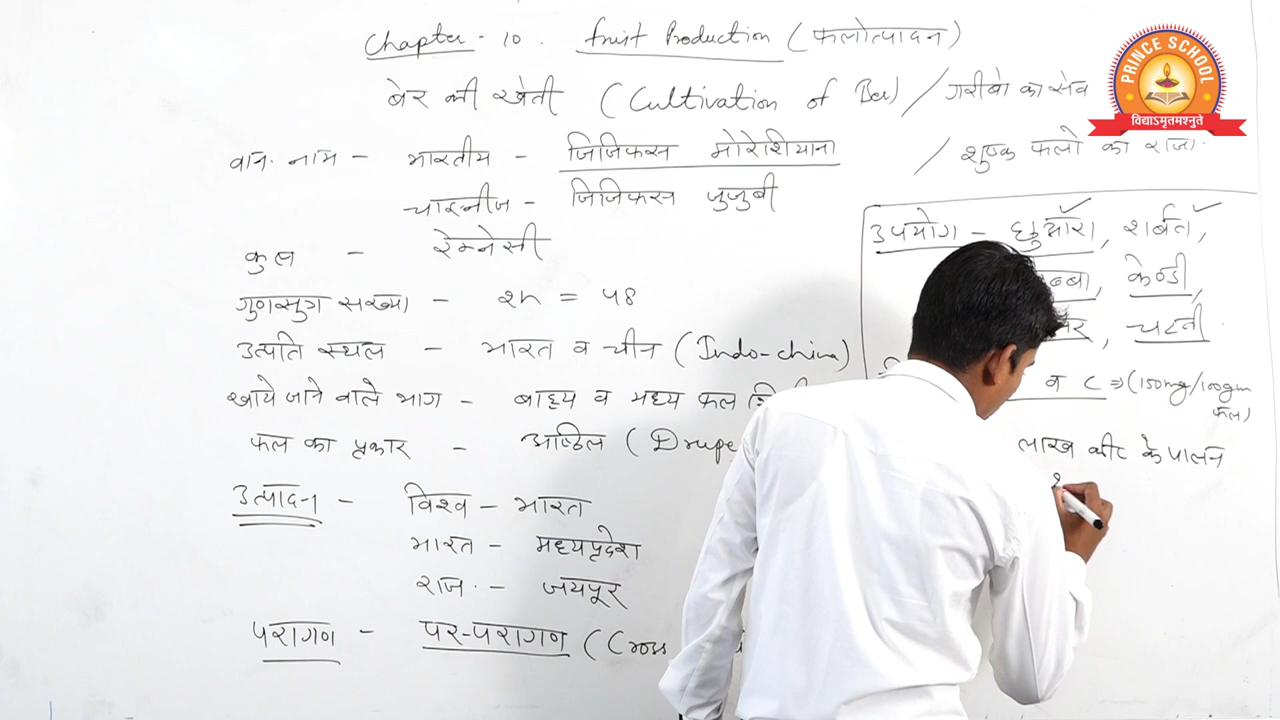 Chapter - 10. Fruit Production (फलोत्पादन)
बेर की खेती (Cultivation of Ber) / गरीबो का सेव
/ शुष्क फलो का राजा.
वान. नाम - भारतीय - जिजिफस मोरेशियाना
चाइनीज - जिजिफस जुजुबी
कुल - रेम्नेसी
गुणसुत्र सख्या - 2n = 48
उत्पति स्थल - भारत व चीन (Indo-china)
खाये जाने वाले भाग - बाह्य व मध्य फल
फल का प्रकार - अष्ठिल (Drupe
उत्पादन - विश्व - भारत
भारत - मध्यप्रदेश
राज. - जयपूर
परागण - पर-परागण (Cross
उपयोग - छुआरा, शर्बत,
ब्बा, केण्डी,
चटनी.
व C ⇒ (150mg/100gm फल)
लाख कीट के पालन
PRINCE SCHOOL
विद्याऽमृतमश्नुते